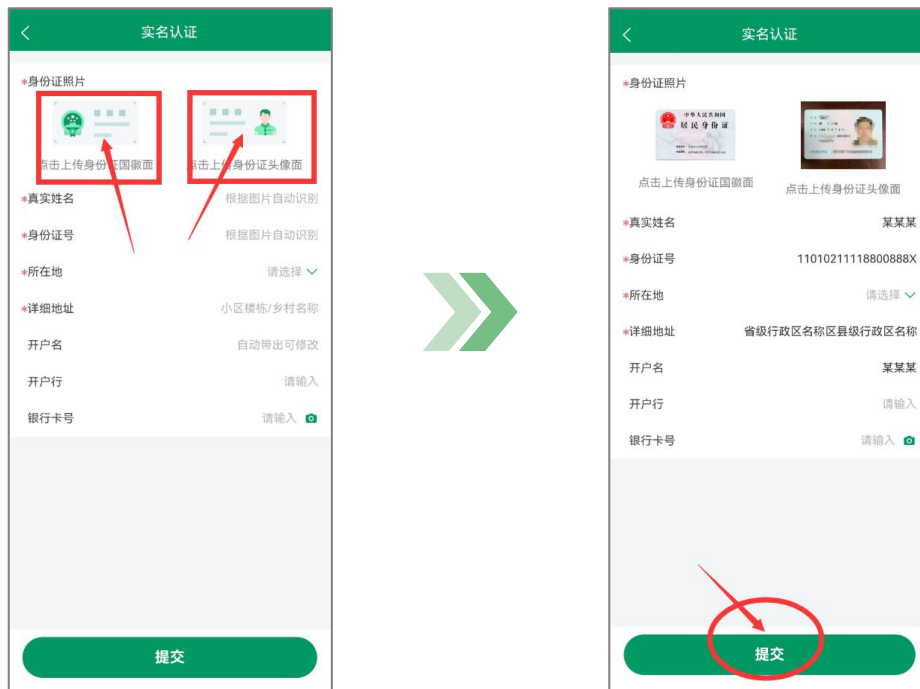 实名认证
*身份证照片
点击上传身份证国徽面
点击上传身份证头像面
*真实姓名 根据图片自动识别
*身份证号 根据图片自动识别
*所在地 请选择
*详细地址 小区楼栋/乡村名称
开户名 自动带出可修改
开户行 请输入
银行卡号 请输入
提交
实名认证
*身份证照片
中华人民共和国
居民身份证
点击上传身份证国徽面
点击上传身份证头像面
*真实姓名 某某某
*身份证号 11010211118800888X
*所在地 请选择
*详细地址 省级行政区名称区县级行政区名称
开户名 某某某
开户行 请输入
银行卡号 请输入
提交